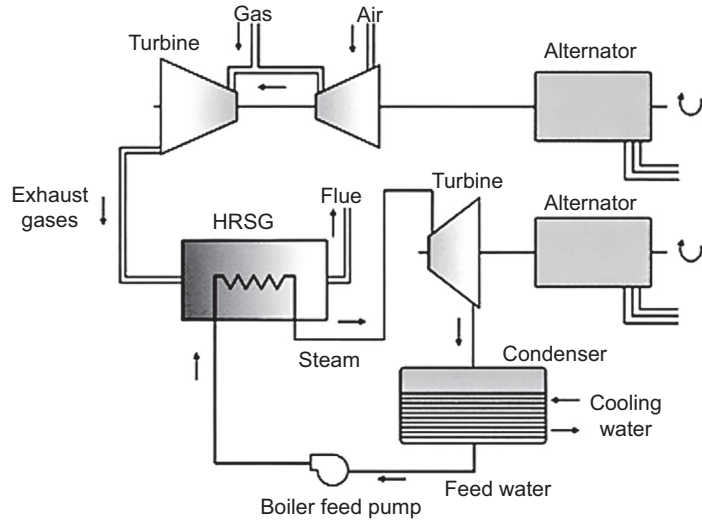 Gas
Air
Turbine
Alternator
Exhaust
gases
HRSG
Flue
Turbine
Alternator
Steam
Condenser
Cooling
water
Feed water
Boiler feed pump